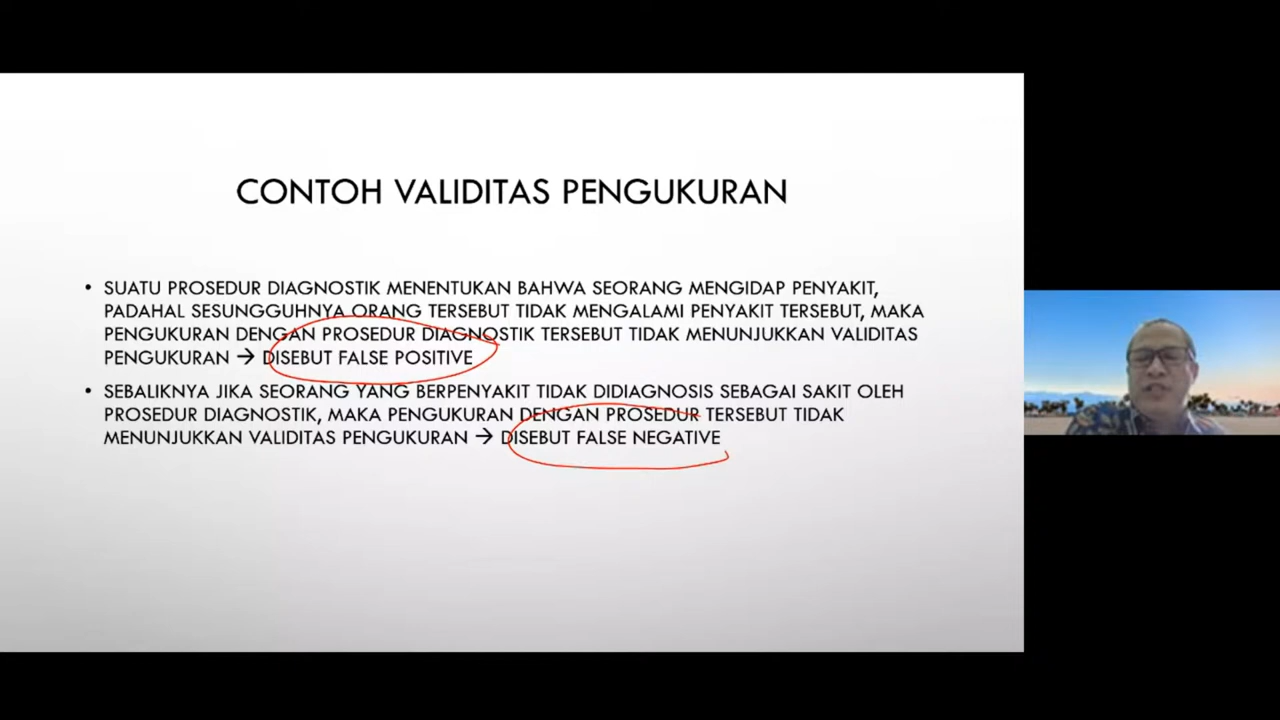 CONTOH VALIDITAS PENGUKURAN
• SUATU PROSEDUR DIAGNOSTIK MENENTUKAN BAHWA SEORANG MENGIDAP PENYAKIT,
PADAHAL SESUNGGUHNYA ORANG TERSEBUT TIDAK MENGALAMI PENYAKIT TERSEBUT, MAKA
PENGUKURAN DENGAN PROSEDUR DIAGNOSTIK TERSEBUT TIDAK MENUNJUKKAN VALIDITAS
PENGUKURAN → DISEBUT FALSE POSITIVE
• SEBALIKNYA JIKA SEORANG YANG BERPENYAKIT TIDAK DIDIAGNOSIS SEBAGAI SAKIT OLEH
PROSEDUR DIAGNOSTIK, MAKA PENGUKURAN DENGAN PROSEDUR TERSEBUT TIDAK
MENUNJUKKAN VALIDITAS PENGUKURAN → DISEBUT FALSE NEGATIVE